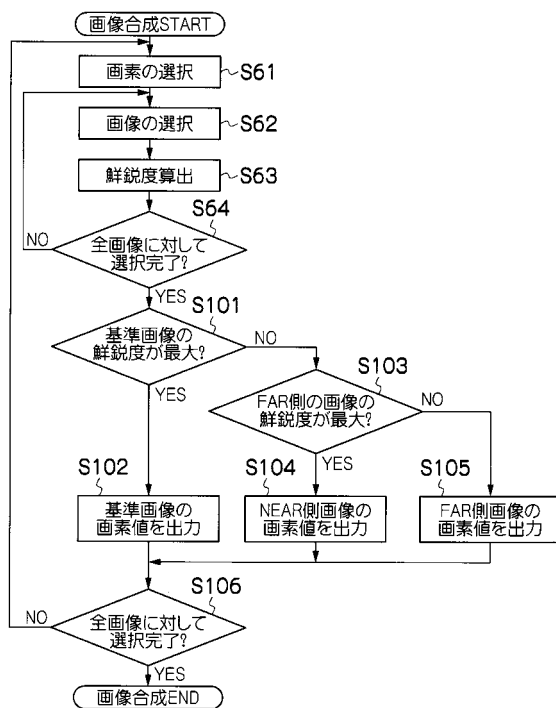 画像合成START
画素の選択
S61
画像の選択
S62
鮮鋭度算出
S63
S64
全画像に対して
選択完了?
NO
YES
S101
基準画像の
鮮鋭度が最大?
NO
YES
S103
FAR側の画像の
鮮鋭度が最大?
NO
YES
S102
基準画像の
画素値を出力
S104
NEAR側画像の
画素値を出力
S105
FAR側画像の
画素値を出力
S106
全画像に対して
選択完了?
NO
YES
画像合成END